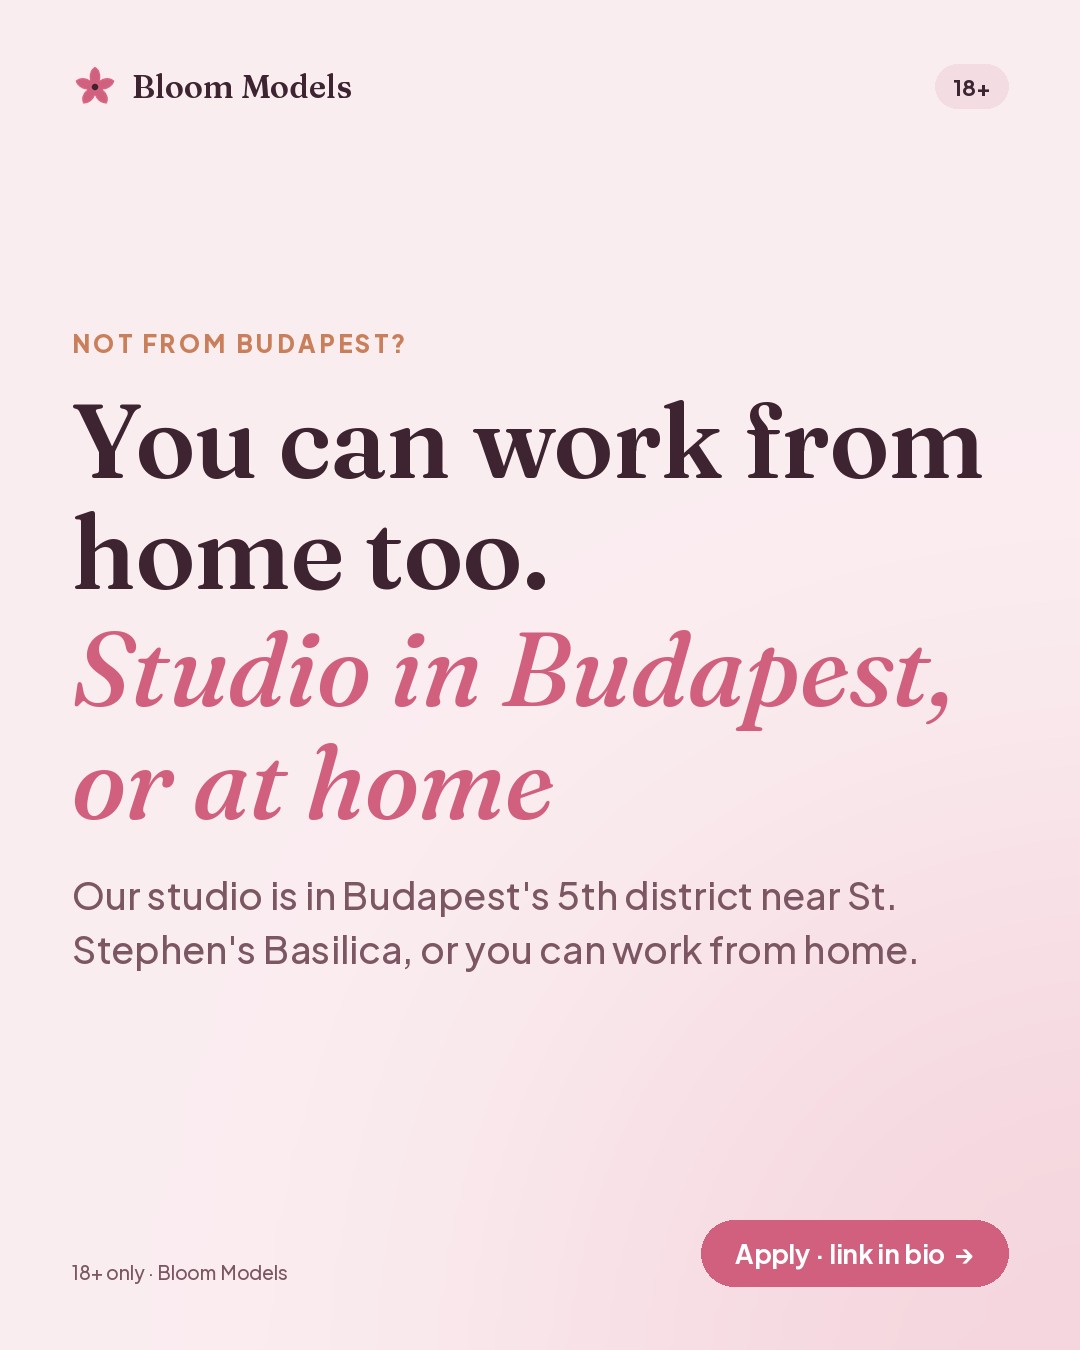 Bloom Models
18+
NOT FROM BUDAPEST?
You can work from
home too.
Studio in Budapest,
or at home
Our studio is in Budapest's 5th district near St.
Stephen's Basilica, or you can work from home.
18+ only · Bloom Models
Apply · link in bio →